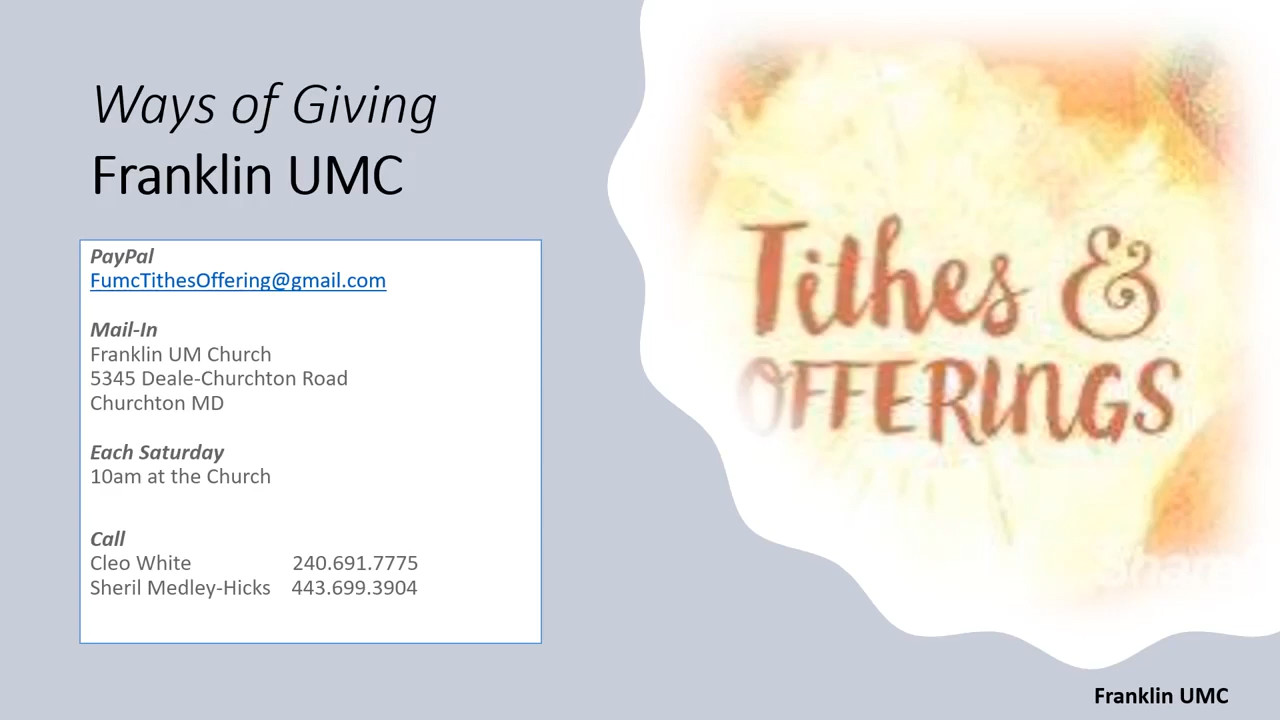 Ways of Giving
Franklin UMC
PayPal
FumcTithesOffering@gmail.com
Mail-In
Franklin UM Church
5345 Deale-Churchton Road
Churchton MD
Each Saturday
10am at the Church
Call
Cleo White 240.691.7775
Sheril Medley-Hicks 443.699.3904
Tithes &
OFFERINGS
Franklin UMC